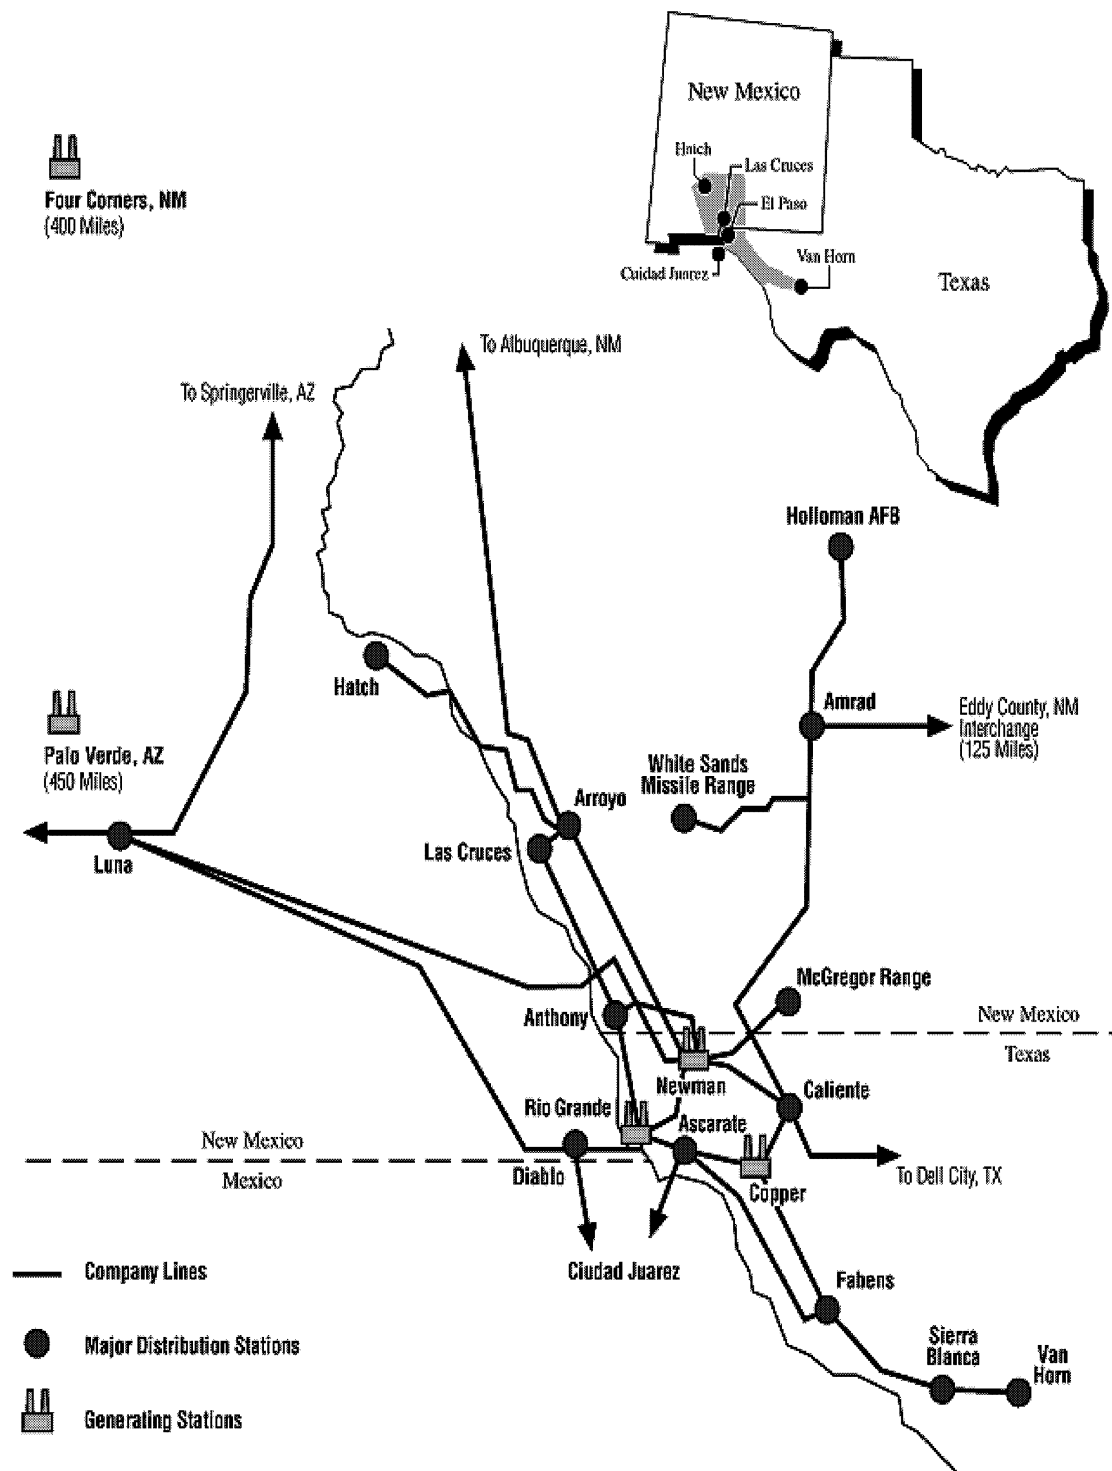 New Mexico
Hatch
Las Cruces
El Paso
Van Horn
Cuidad Juarez
Texas
Four Corners, NM
(400 Miles)
To Albuquerque, NM
To Springerville, AZ
Holloman AFB
Hatch
Amrad
Eddy County, NM
Interchange
(125 Miles)
Palo Verde, AZ
(450 Miles)
White Sands
Missile Range
Arroyo
Las Cruces
Luna
McGregor Range
Anthony
New Mexico
Texas
Newman
Caliente
Rio Grande
Ascarate
New Mexico
Mexico
Diablo
Copper
To Dell City, TX
Ciudad Juarez
Company Lines
Fabens
Major Distribution Stations
Sierra
Blanca
Van
Horn
Generating Stations